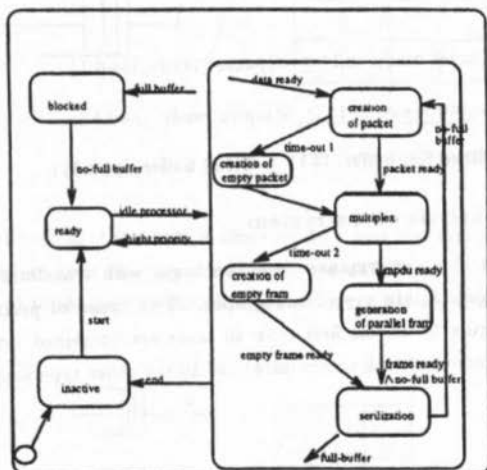 full buffer
blocked
data ready
creation
of packet
no-full
buffer
time-out 1
creation of
empty packet
packet ready
no-full buffer
idle processor
ready
hight priority
multiplex
time-out 2
creation of
empty fram
mpdu ready
generation
of parallel fram
start
empty frame ready
frame ready
∧no-full buffer
inactive
end
serilization
full-buffer